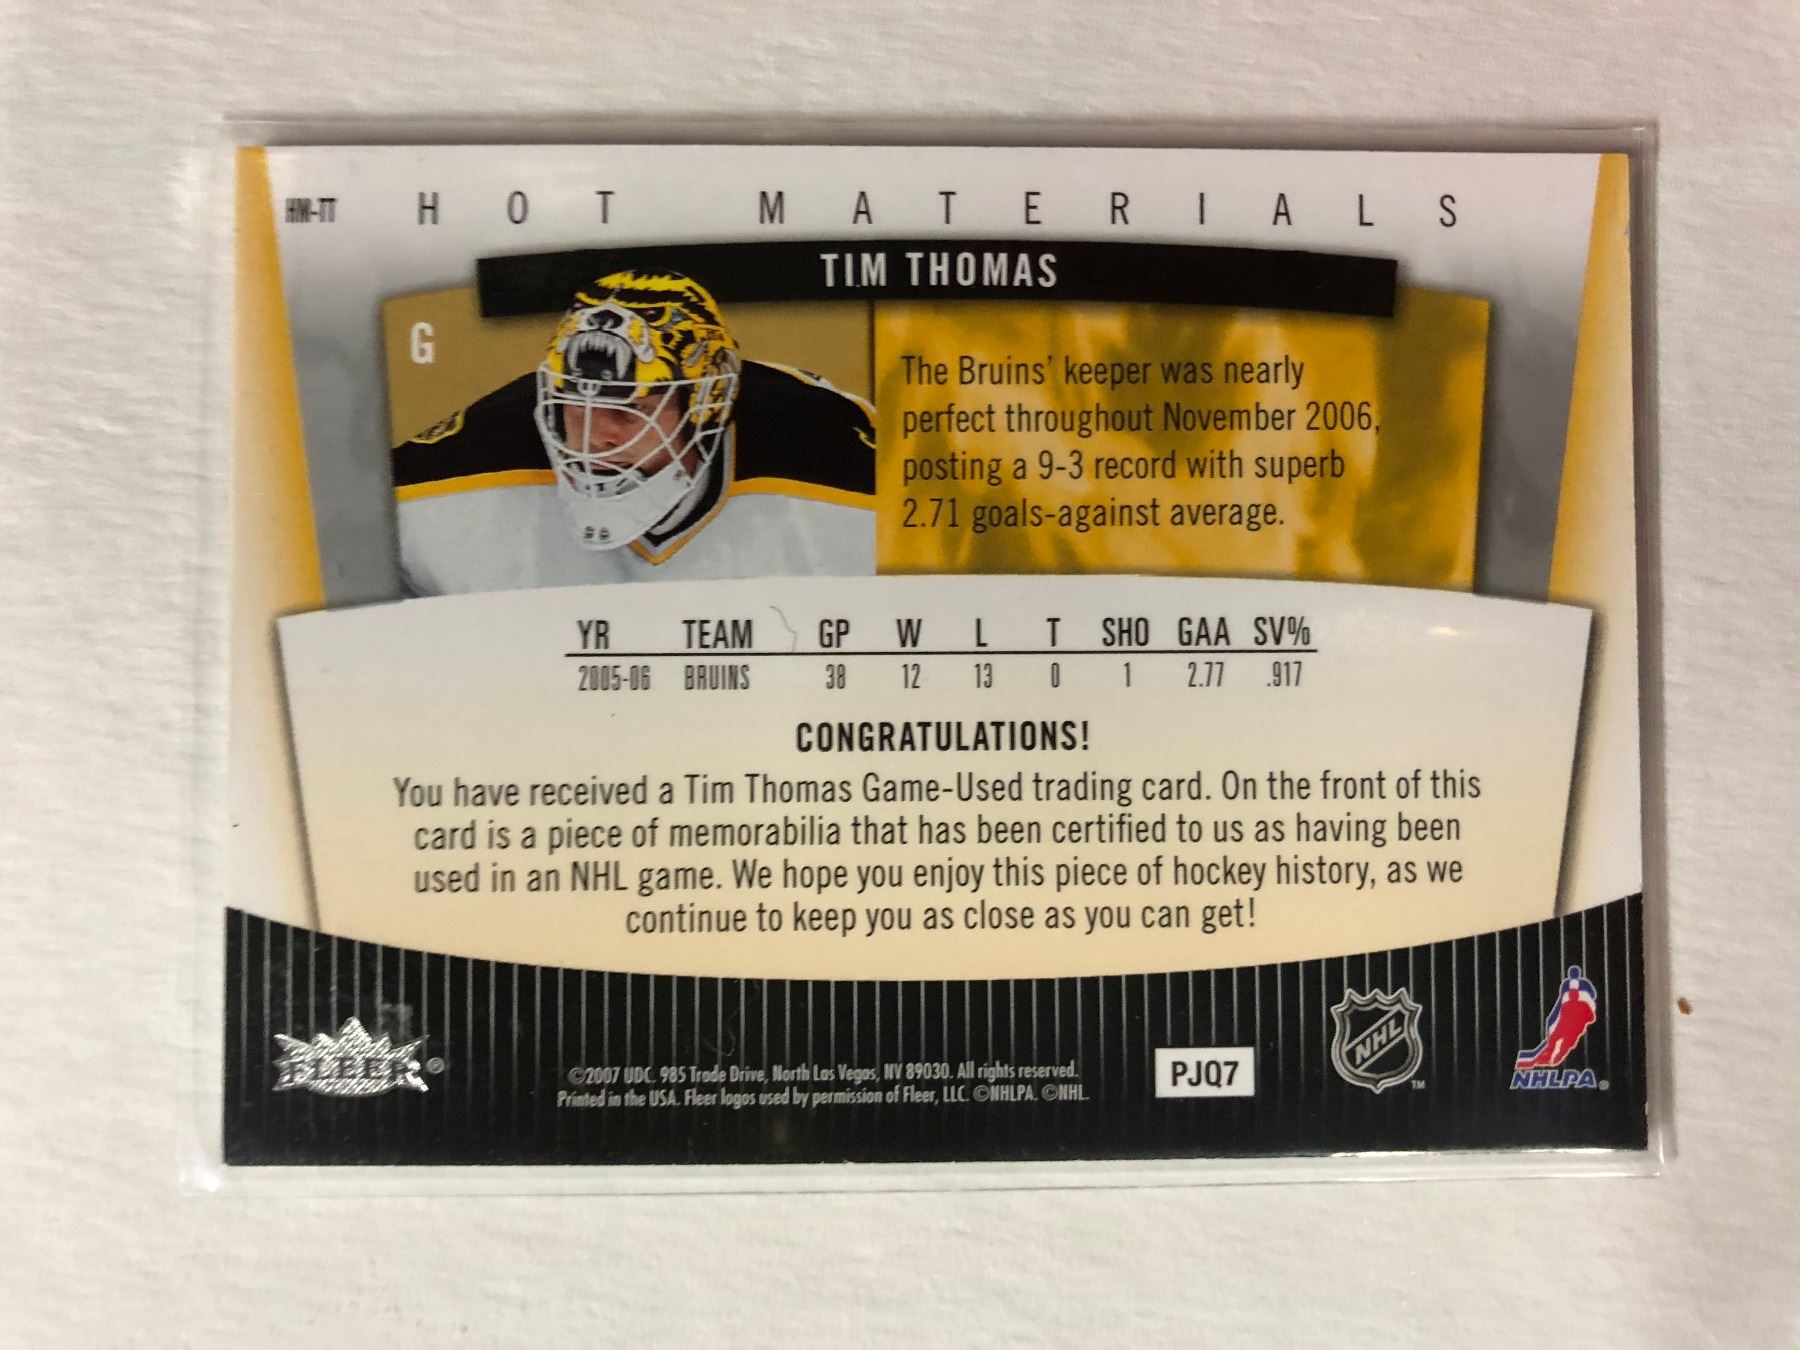 HM-TT HOT MATERIALS
TIM THOMAS
G
The Bruins' keeper was nearly
perfect throughout November 2006,
posting a 9-3 record with superb
2.71 goals-against average.
YR TEAM GP W L T SHO GAA SV%
2005-06 BRUINS 38 12 13 0 1 2.77 .917
CONGRATULATIONS!
You have received a Tim Thomas Game-Used trading card. On the front of this
card is a piece of memorabilia that has been certified to us as having been
used in an NHL game. We hope you enjoy this piece of hockey history, as we
continue to keep you as close as you can get!
FLEER®
©2007 UDC. 985 Trade Drive, North Las Vegas, NV 89030. All rights reserved.
Printed in the USA. Fleer logos used by permission of Fleer, LLC. ©NHLPA. ©NHL.
PJQ7
NHL TM
NHLPA®